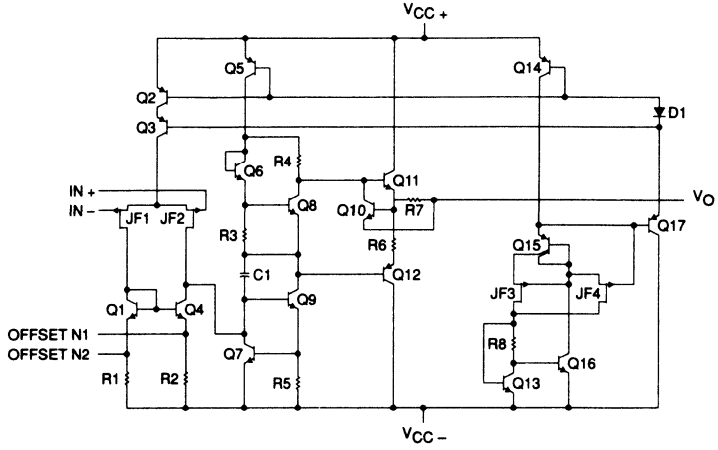 VCC+
Q5
Q14
Q2
D1
Q3
Q6
R4
Q11
IN +
IN −
JF1
JF2
Q8
Q10
R7
VO
R3
R6
Q15
Q17
C1
Q12
Q1
Q4
Q9
JF3
JF4
OFFSET N1
OFFSET N2
Q7
R8
Q16
R1
R2
R5
Q13
VCC −